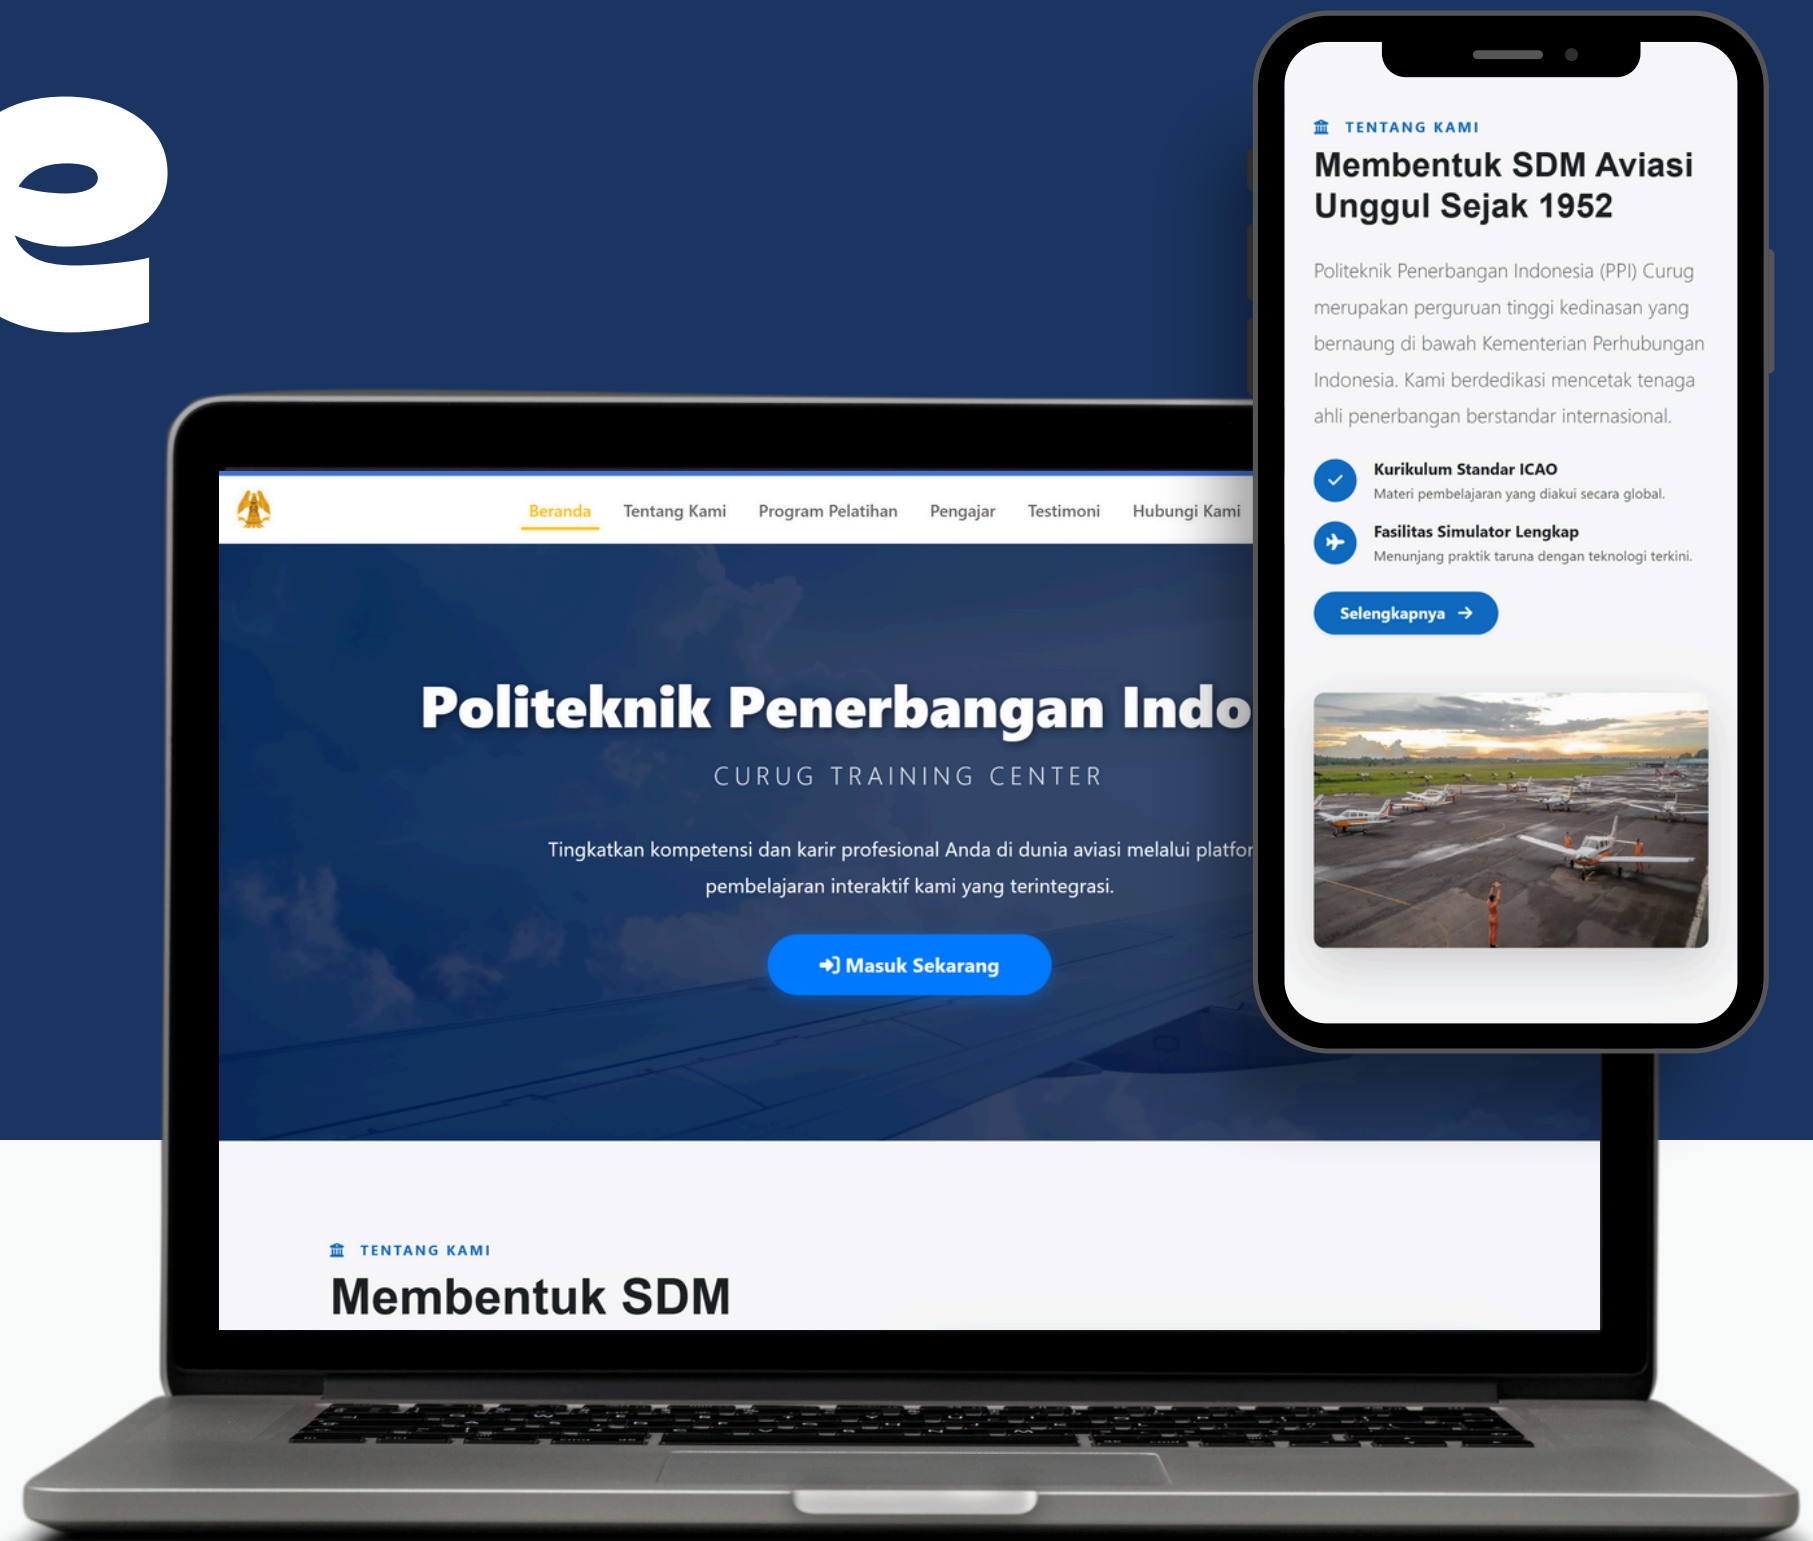 e
Beranda Tentang Kami Program Pelatihan Pengajar Testimoni Hubungi Kami
Politeknik Penerbangan Indo
CURUG TRAINING CENTER
Tingkatkan kompetensi dan karir profesional Anda di dunia aviasi melalui platfor
pembelajaran interaktif kami yang terintegrasi.
Masuk Sekarang
TENTANG KAMI
Membentuk SDM
TENTANG KAMI
Membentuk SDM Aviasi
Unggul Sejak 1952
Politeknik Penerbangan Indonesia (PPI) Curug
merupakan perguruan tinggi kedinasan yang
bernaung di bawah Kementerian Perhubungan
Indonesia. Kami berdedikasi mencetak tenaga
ahli penerbangan berstandar internasional.
Kurikulum Standar ICAO
Materi pembelajaran yang diakui secara global.
Fasilitas Simulator Lengkap
Menunjang praktik taruna dengan teknologi terkini.
Selengkapnya